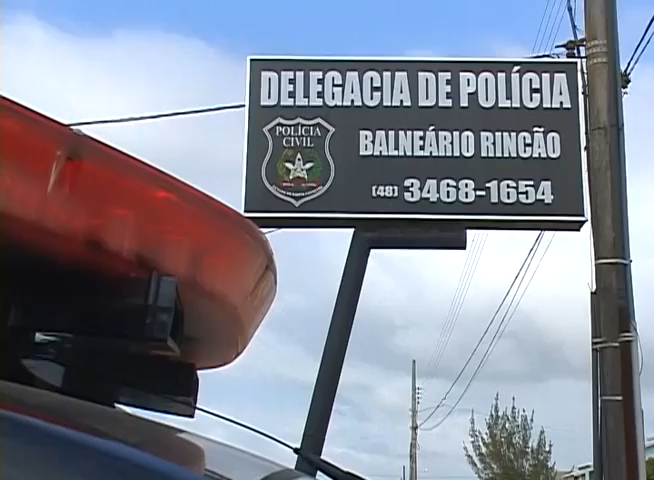 DELEGACIA DE POLÍCIA
POLÍCIA
CIVIL
BALNEÁRIO RINCÃO
(48) 3468-1654